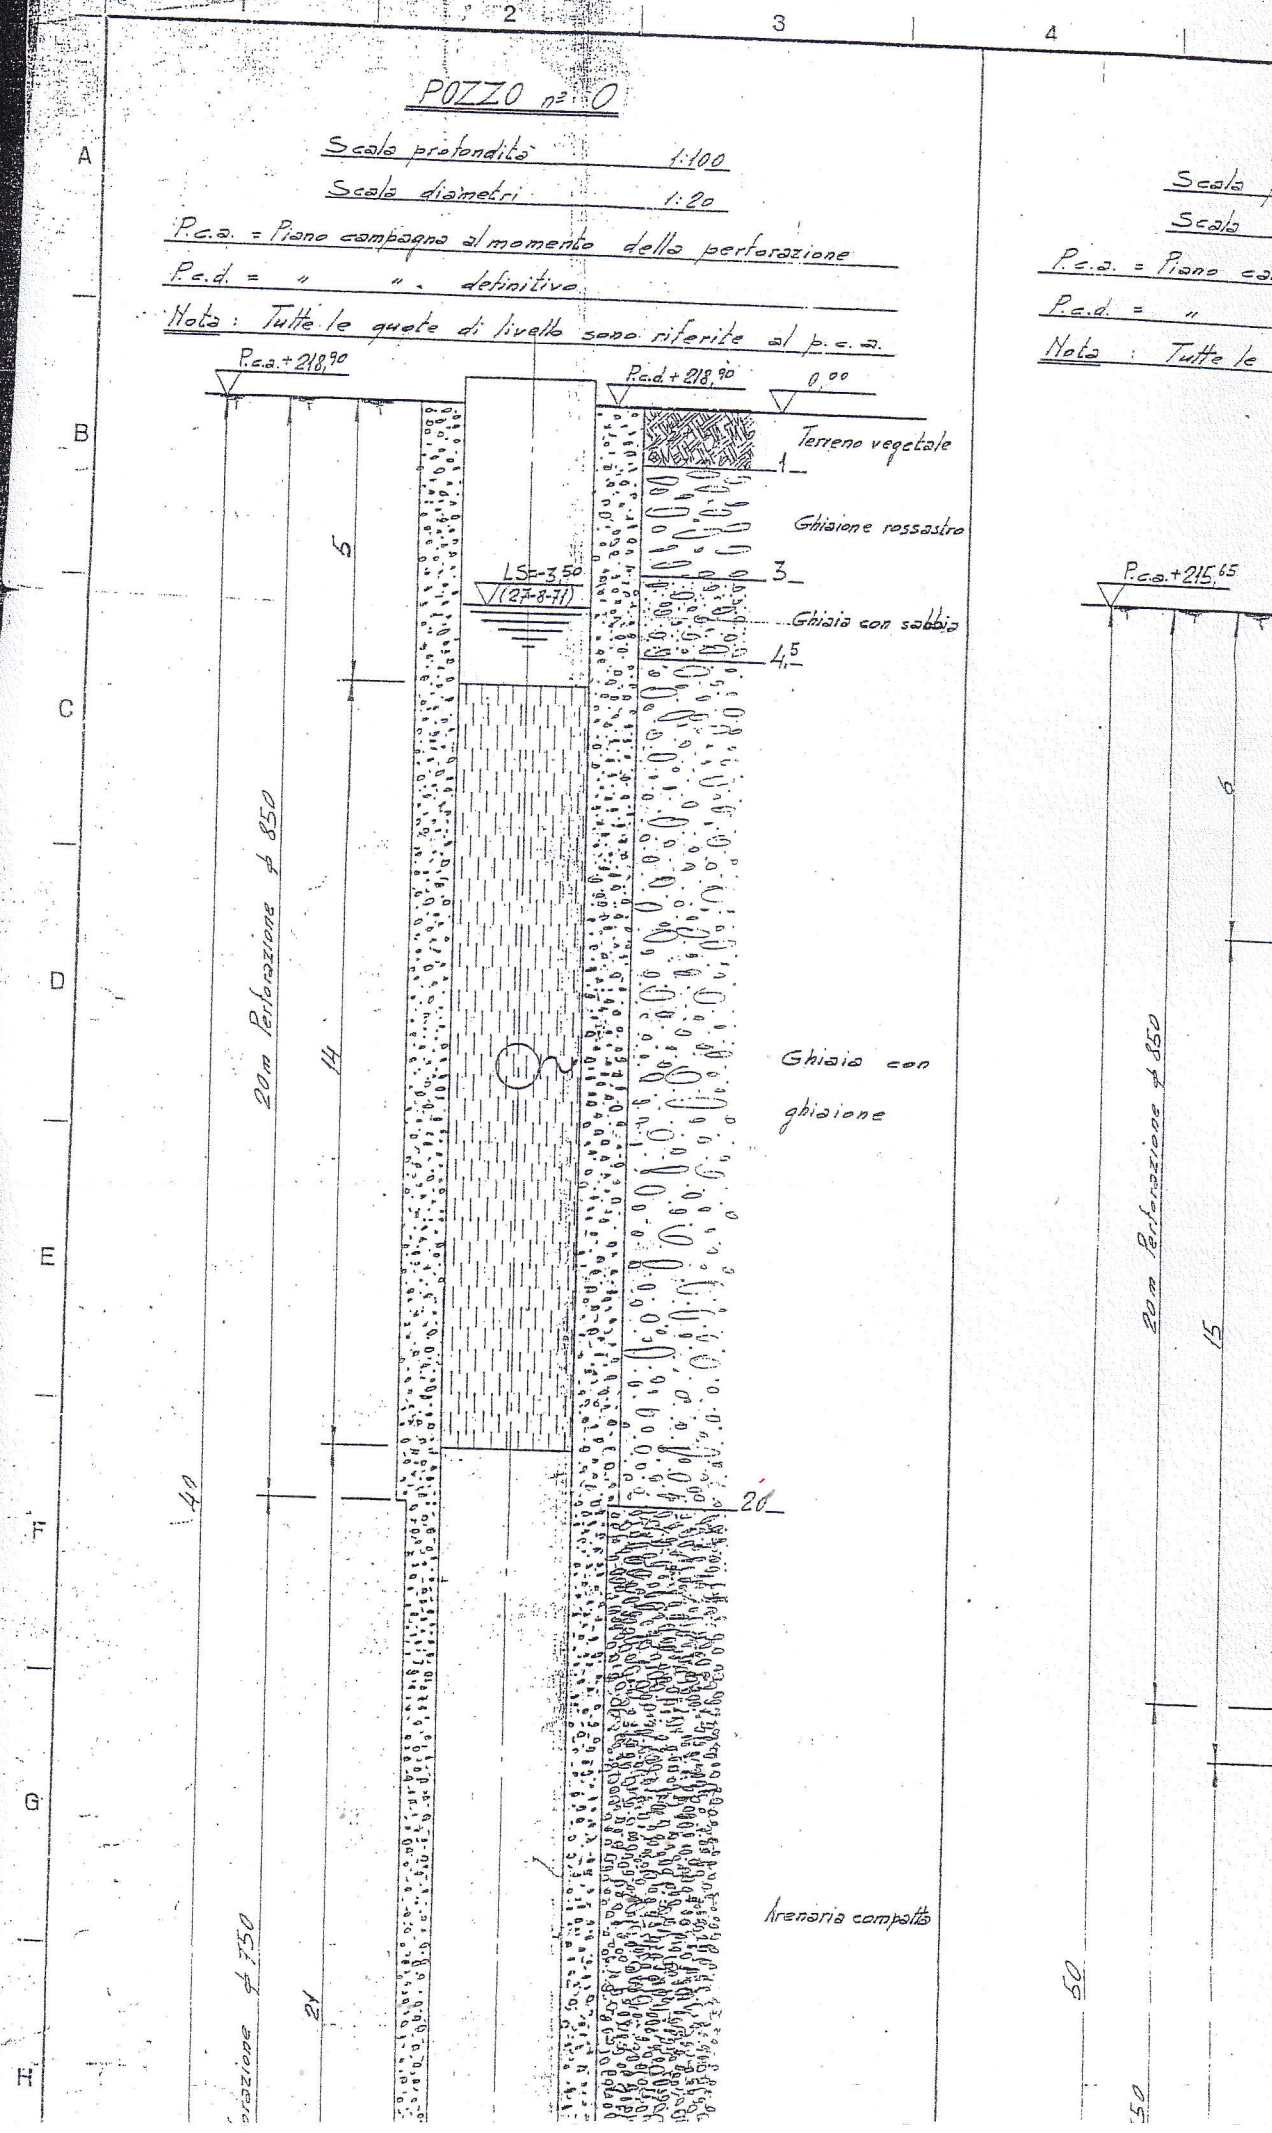 2
3
4
A
B
C
D
E
F
G
H
POZZO nº 0
Scala profondità 1:100
Scala diametri 1:20
P.c.a. = Piano campagna al momento della perforazione
P.c.d. = " " definitivo
Nota: Tutte le quote di livello sono riferite al p.c.a.
P.c.a. + 218,90
P.c.d. + 218,90
0,00
Terreno vegetale
1
Ghiaione rossastro
3
Ghiaia con sabbia
4,5
LS=-3,50
(27-8-71)
5
14
20m Perforazione ϕ 850
40
Ghiaia con
ghiaione
20
Arenaria compatta
21
orazione ϕ 750
Scala
Scala
P.c.a. = Piano ca
P.c.d. = "
Nota : Tutte le
P.c.a. + 215,65
6
20m Perforazione ϕ 850
15
50